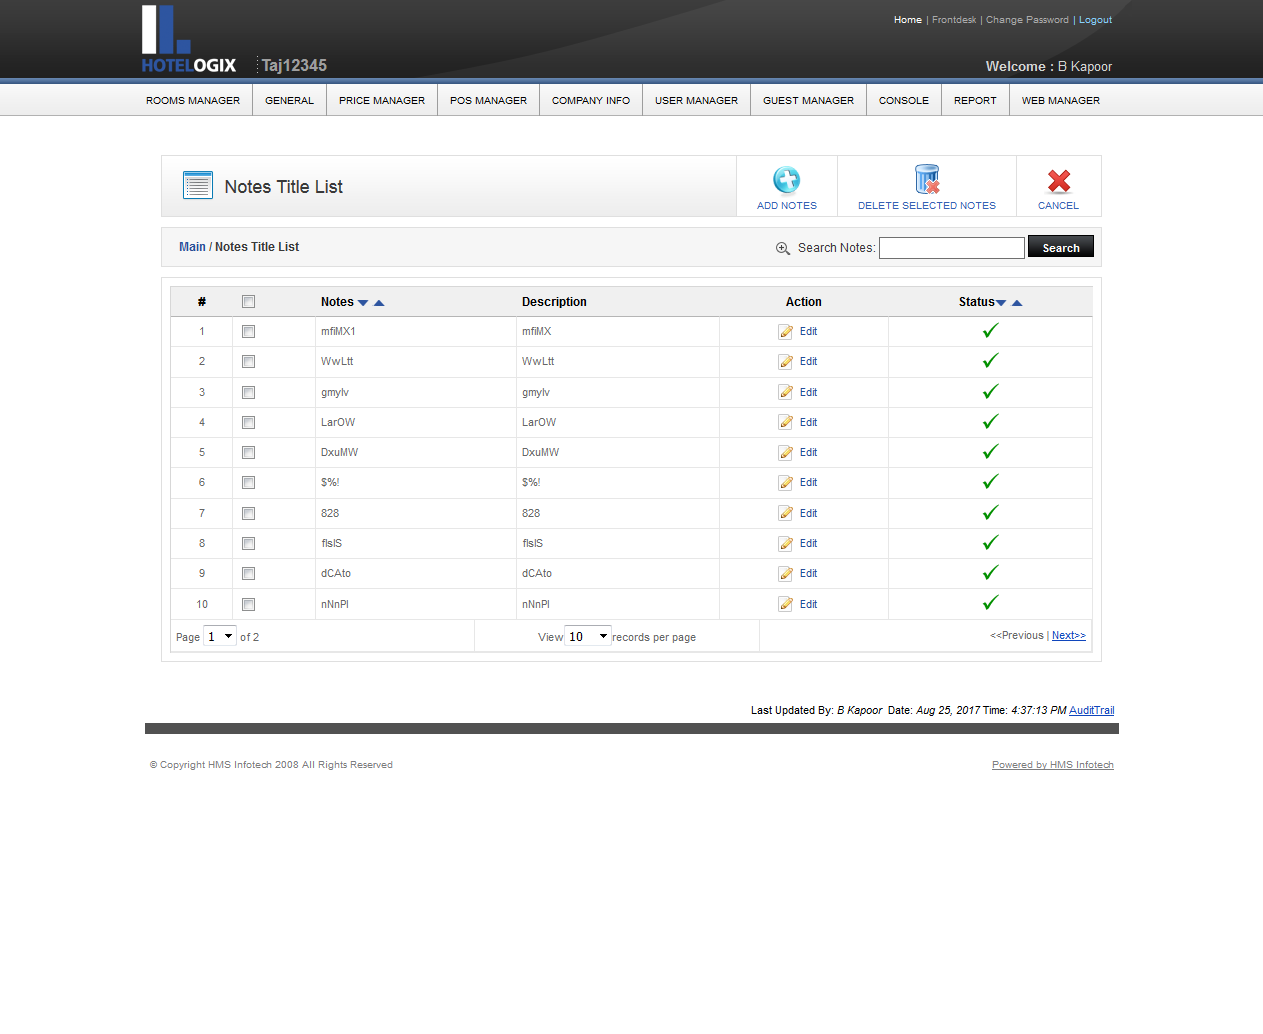 Home | Frontdesk | Change Password | Logout
HOTELOGIX Taj12345
Welcome : B Kapoor
ROOMS MANAGER GENERAL PRICE MANAGER POS MANAGER COMPANY INFO USER MANAGER GUEST MANAGER CONSOLE REPORT WEB MANAGER
Notes Title List
ADD NOTES DELETE SELECTED NOTES CANCEL
Main / Notes Title List Search Notes: Search
# Notes Description Action Status
1 mfiMX1 mfiMX Edit
2 WwLtt WwLtt Edit
3 gmylv gmylv Edit
4 LarOW LarOW Edit
5 DxuMW DxuMW Edit
6 $%! $%! Edit
7 828 828 Edit
8 flslS flslS Edit
9 dCAto dCAto Edit
10 nNnPl nNnPl Edit
Page 1 of 2 View 10 records per page <<Previous | Next>>
Last Updated By: B Kapoor Date: Aug 25, 2017 Time: 4:37:13 PM AuditTrail
© Copyright HMS Infotech 2008 All Rights Reserved Powered by HMS Infotech